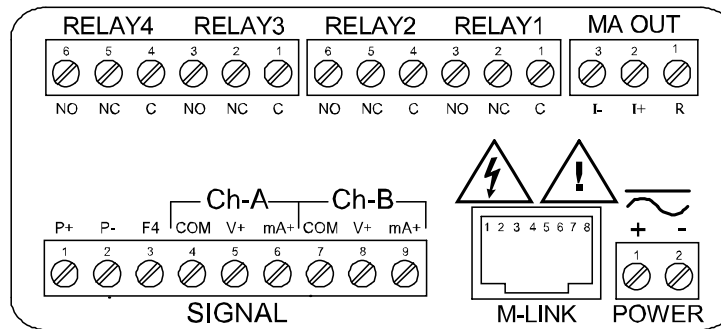 RELAY4 RELAY3 RELAY2 RELAY1 MA OUT
6 5 4 3 2 1 6 5 4 3 2 1 3 2 1
NO NC C NO NC C NO NC C NO NC C I- I+ R
Ch-A Ch-B
P+ P- F4 COM V+ mA+ COM V+ mA+
1 2 3 4 5 6 7 8 9
SIGNAL
1 2 3 4 5 6 7 8
M-LINK
+ -
1 2
POWER